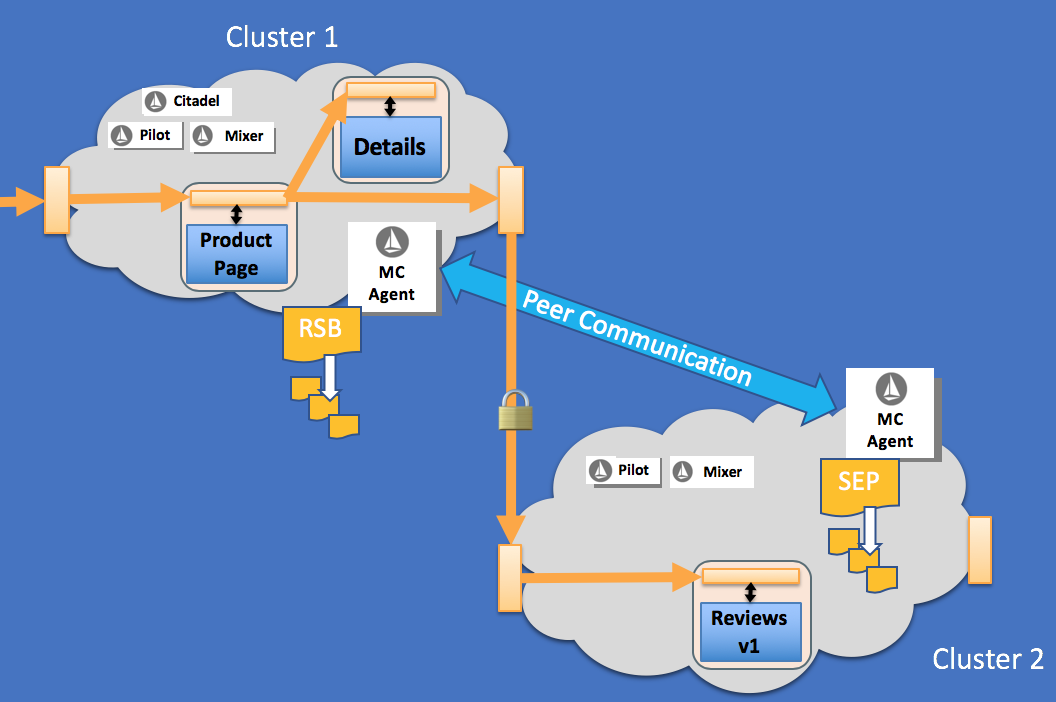 Cluster 1
Citadel
Pilot
Mixer
Details
Product
Page
MC
Agent
RSB
Peer Communication
MC
Agent
Pilot
Mixer
SEP
Reviews
v1
Cluster 2